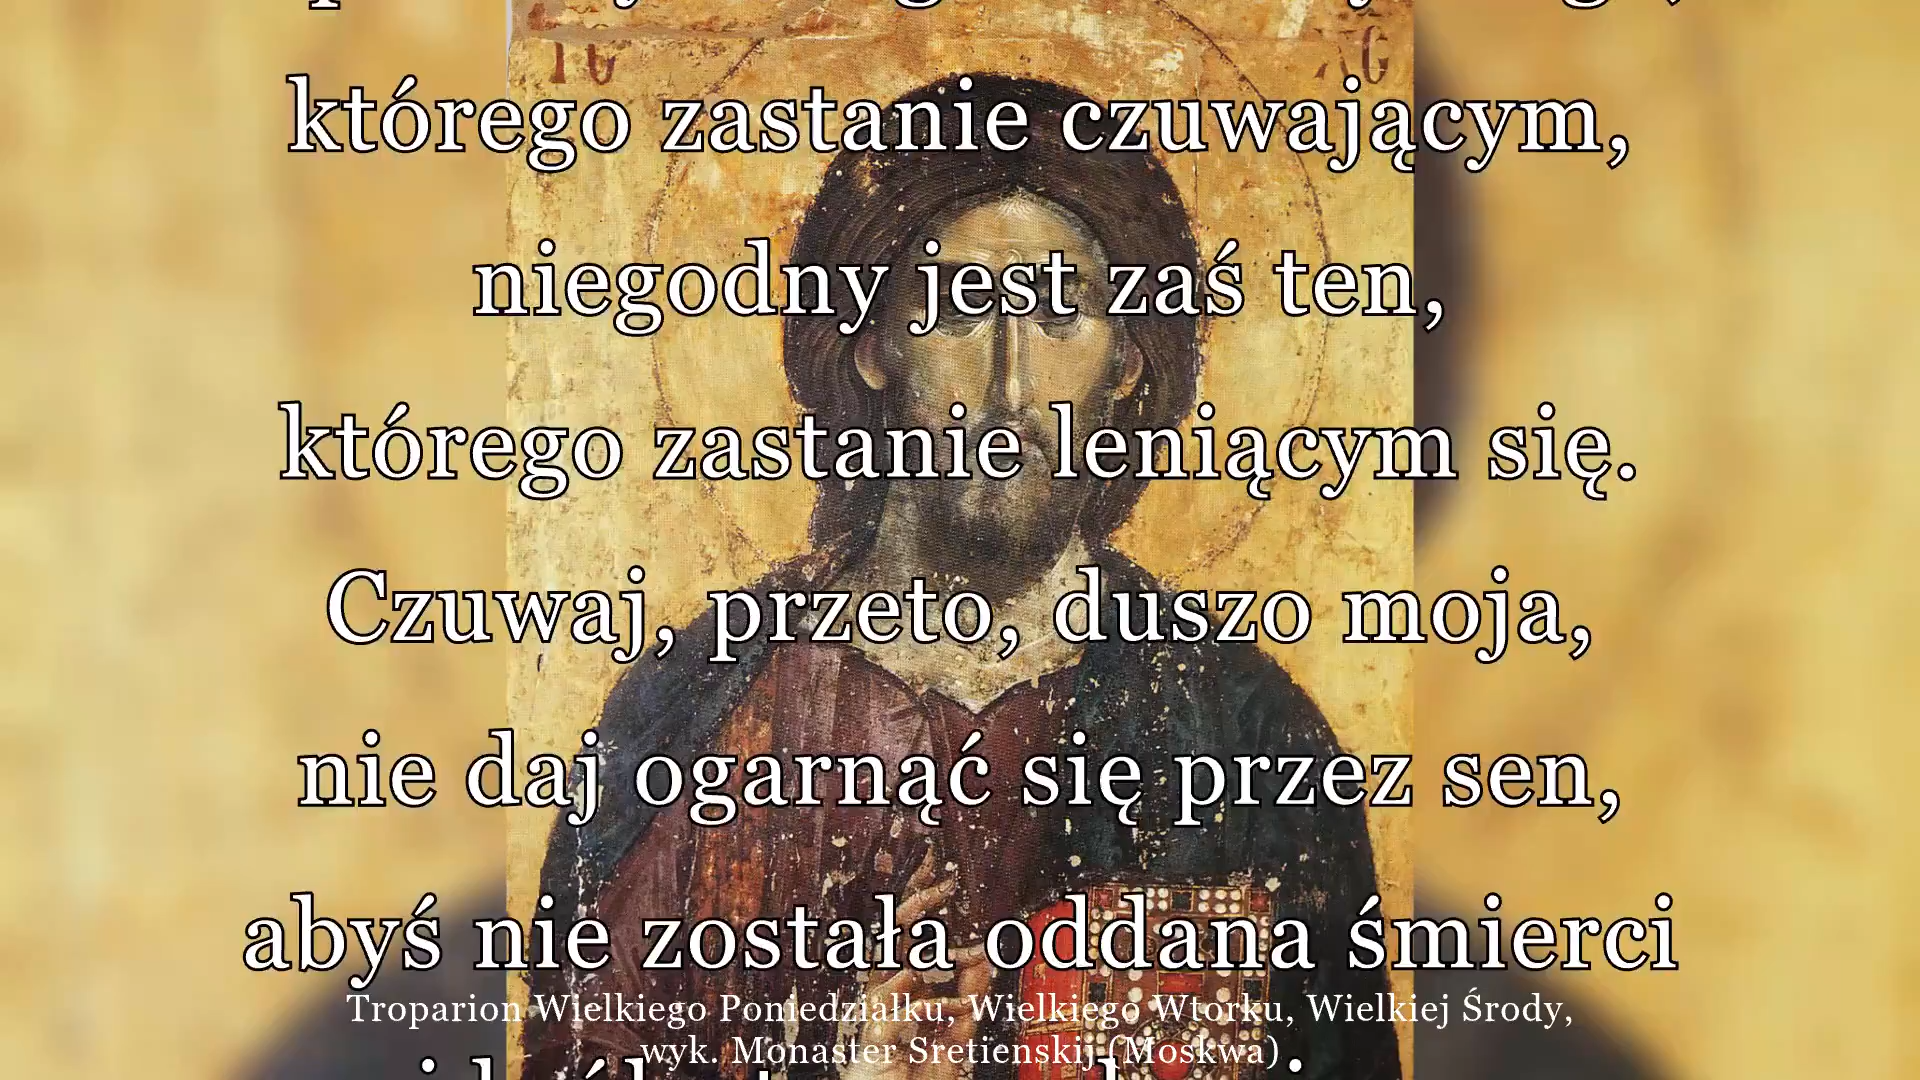 IC
którego zastanie czuwającym,
niegodny jest zaś ten,
którego zastanie leniącym się.
Czuwaj, przeto, duszo moja,
nie daj ogarnąć się przez sen,
abyś nie została oddana śmierci
Troparion Wielkiego Poniedziałku, Wielkiego Wtorku, Wielkiej Środy,
wyk. Monaster Sretienskij (Moskwa)